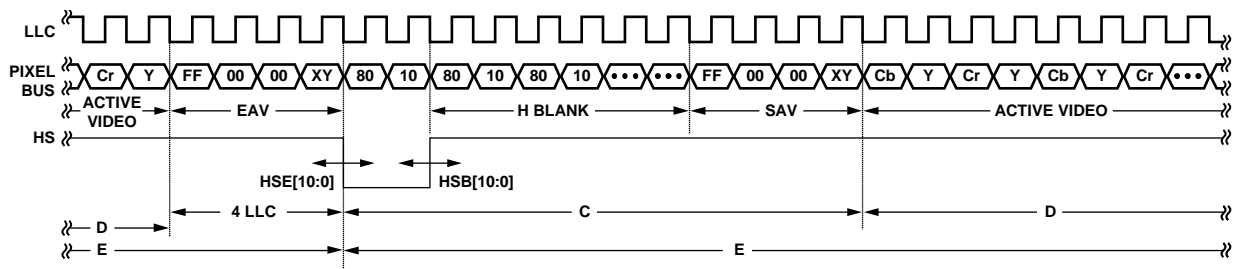 LLC
PIXEL BUS Cr Y FF 00 00 XY 80 10 80 10 80 10 ••• ••• FF 00 00 XY Cb Y Cr Y Cb Y Cr •••
ACTIVE VIDEO EAV H BLANK SAV ACTIVE VIDEO
HS
HSE[10:0] HSB[10:0]
4 LLC C D
D
E E